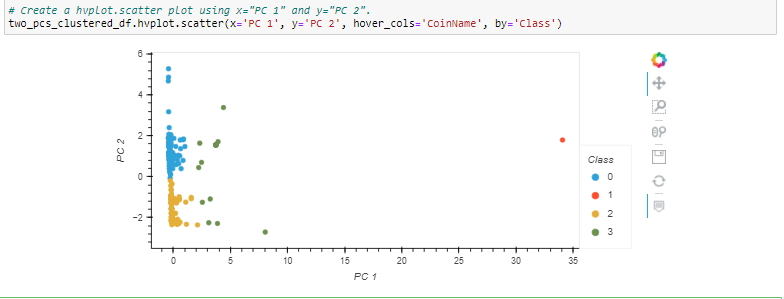 # Create a hvplot.scatter plot using x="PC 1" and y="PC 2".
two_pcs_clustered_df.hvplot.scatter(x='PC 1', y='PC 2', hover_cols='CoinName', by='Class')
6
4
2
0
−2
PC 2
0 5 10 15 20 25 30 35
PC 1
Class
0
1
2
3